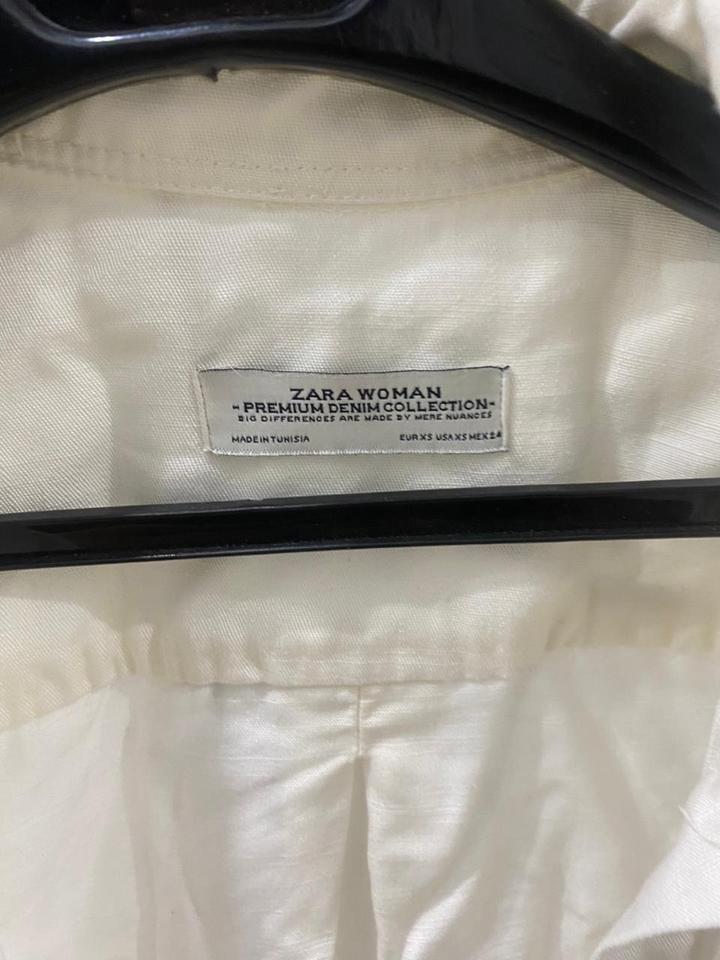 ZARA WOMAN
-PREMIUM DENIM COLLECTION-
BIG DIFFERENCES ARE MADE BY MERE NUANCES
MADE IN TUNISIA EUR XS USA XS MEX 24